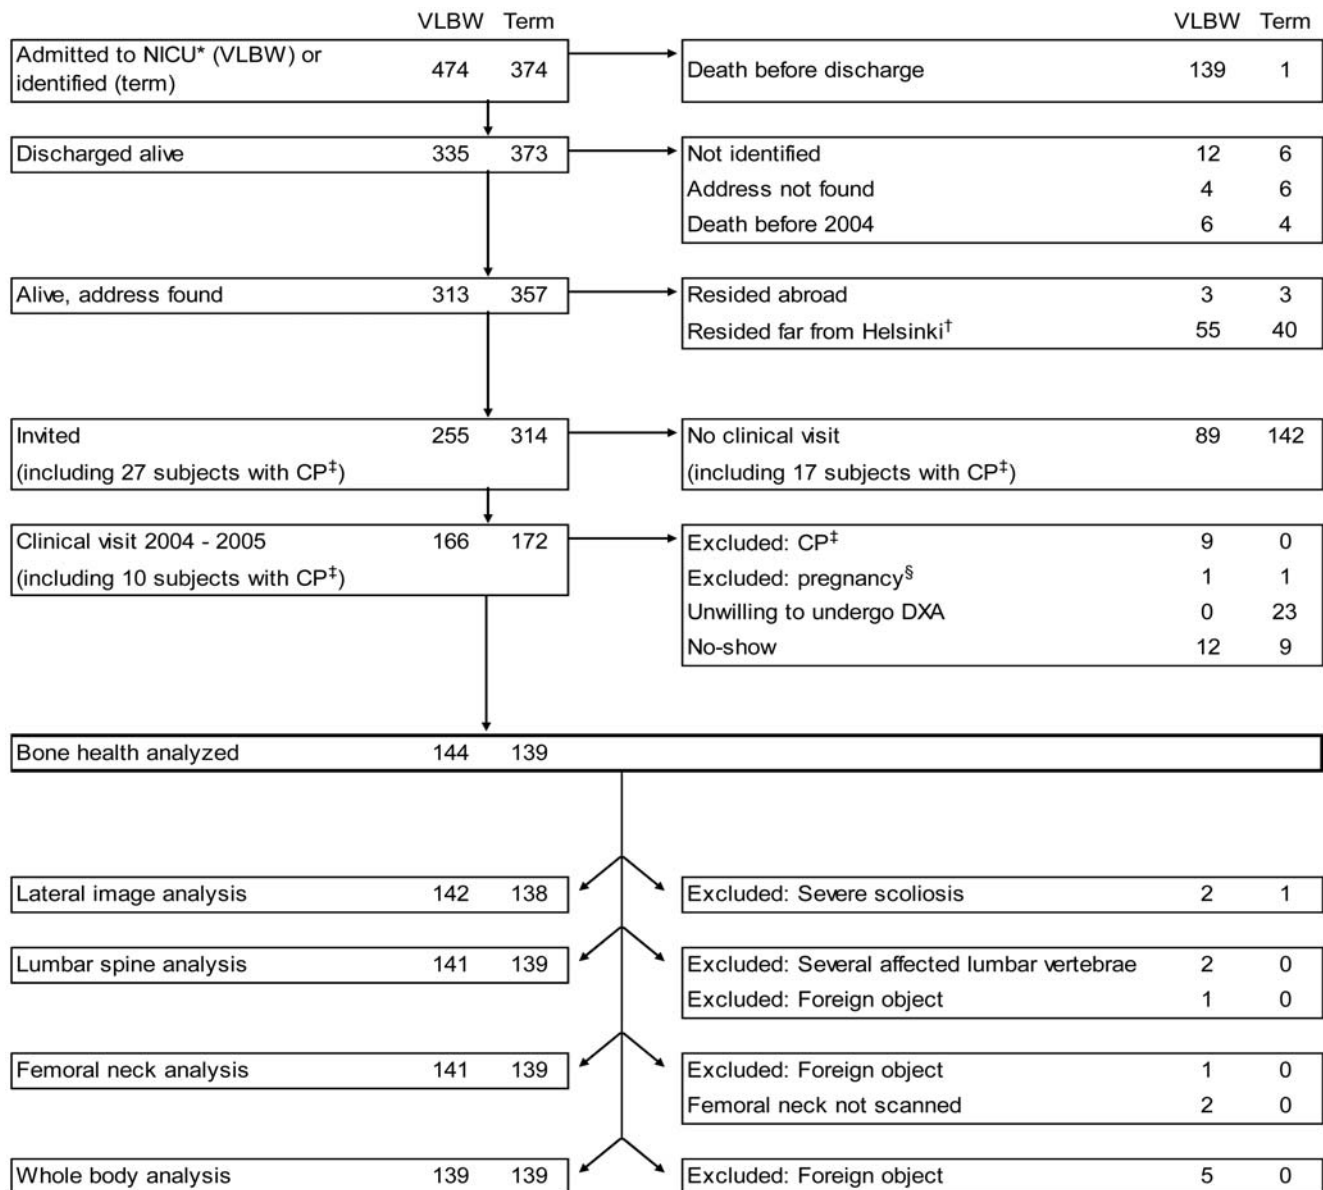 VLBW Term VLBW Term
Admitted to NICU* (VLBW) or
identified (term) 474 374 Death before discharge 139 1
Discharged alive 335 373 Not identified 12 6
Address not found 4 6
Death before 2004 6 4
Alive, address found 313 357 Resided abroad 3 3
Resided far from Helsinki† 55 40
Invited 255 314 No clinical visit 89 142
(including 27 subjects with CP‡) (including 17 subjects with CP‡)
Clinical visit 2004 - 2005 166 172 Excluded: CP‡ 9 0
(including 10 subjects with CP‡) Excluded: pregnancy§ 1 1
Unwilling to undergo DXA 0 23
No-show 12 9
Bone health analyzed 144 139
Lateral image analysis 142 138 Excluded: Severe scoliosis 2 1
Lumbar spine analysis 141 139 Excluded: Several affected lumbar vertebrae 2 0
Excluded: Foreign object 1 0
Femoral neck analysis 141 139 Excluded: Foreign object 1 0
Femoral neck not scanned 2 0
Whole body analysis 139 139 Excluded: Foreign object 5 0